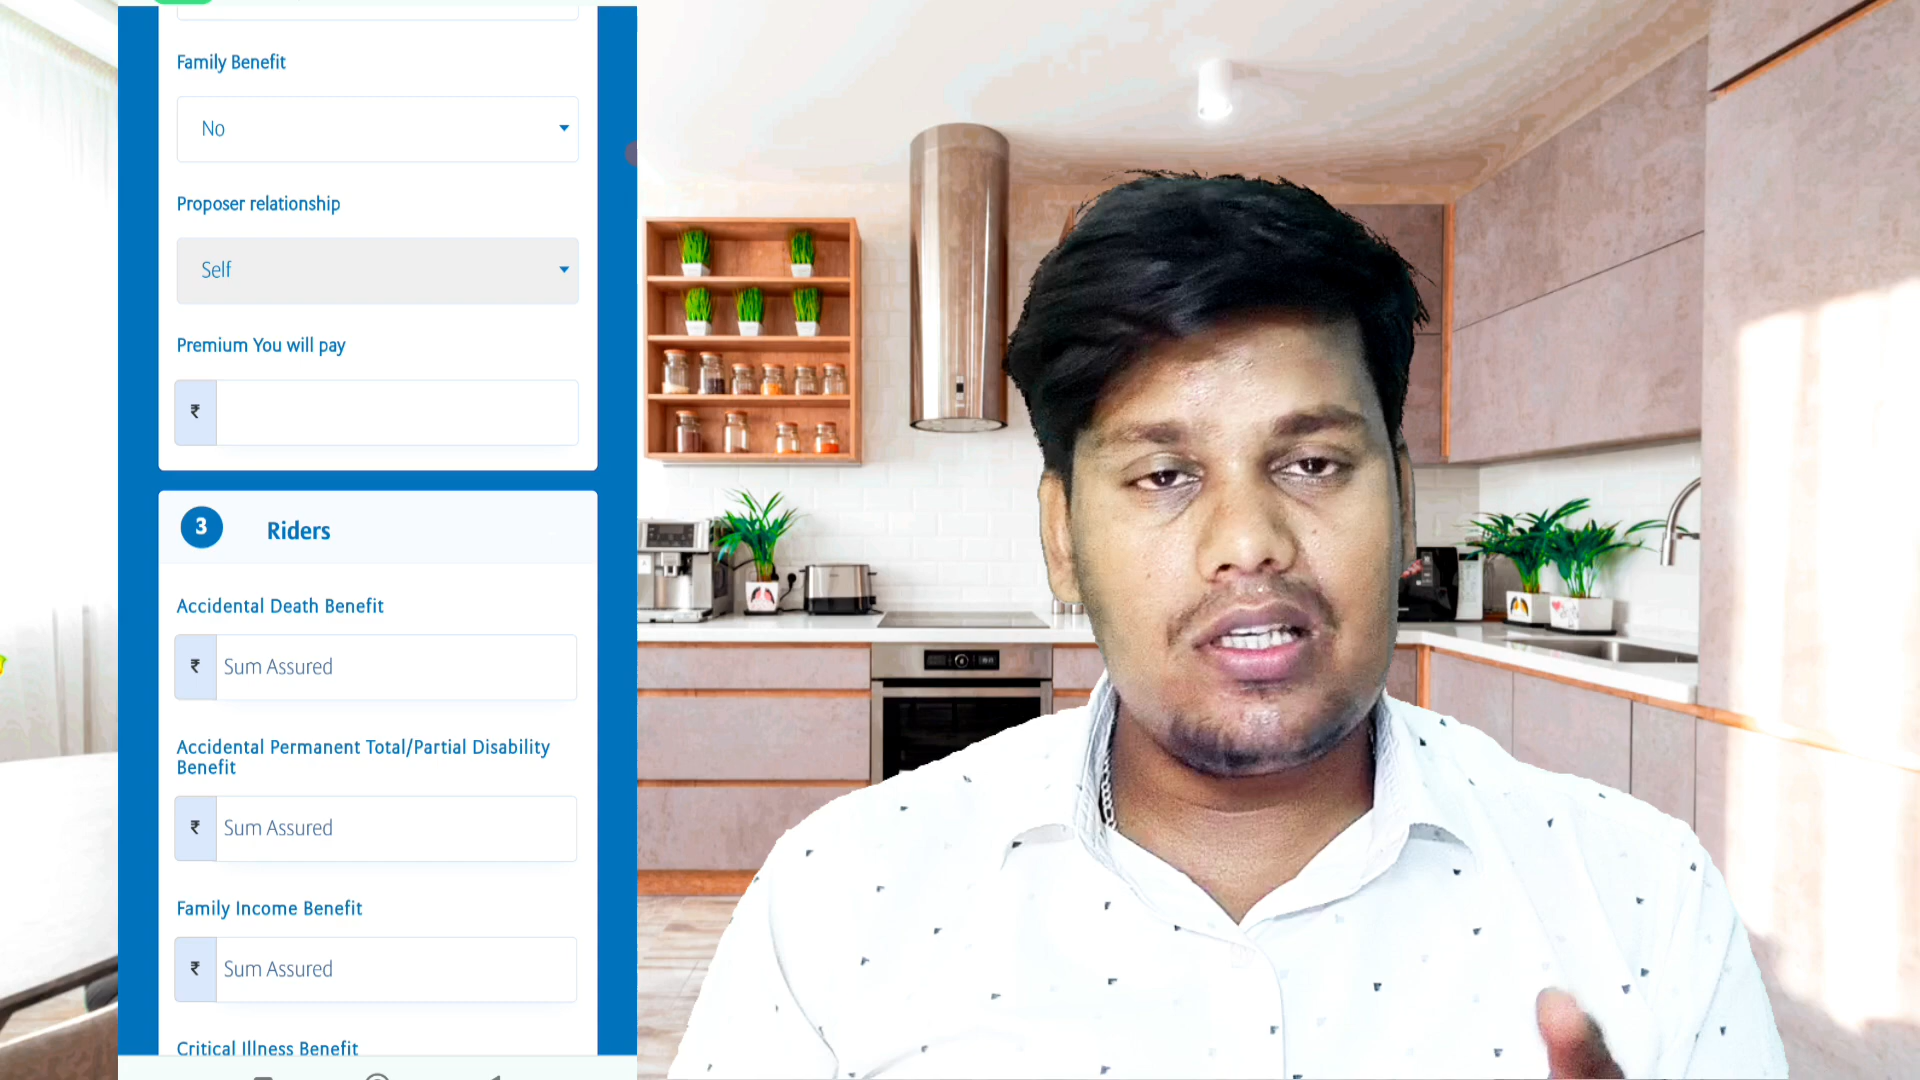 Family Benefit
No
Proposer relationship
Self
Premium You will pay
₹
3 Riders
Accidental Death Benefit
₹ Sum Assured
Accidental Permanent Total/Partial Disability
Benefit
₹ Sum Assured
Family Income Benefit
₹ Sum Assured
Critical Illness Benefit